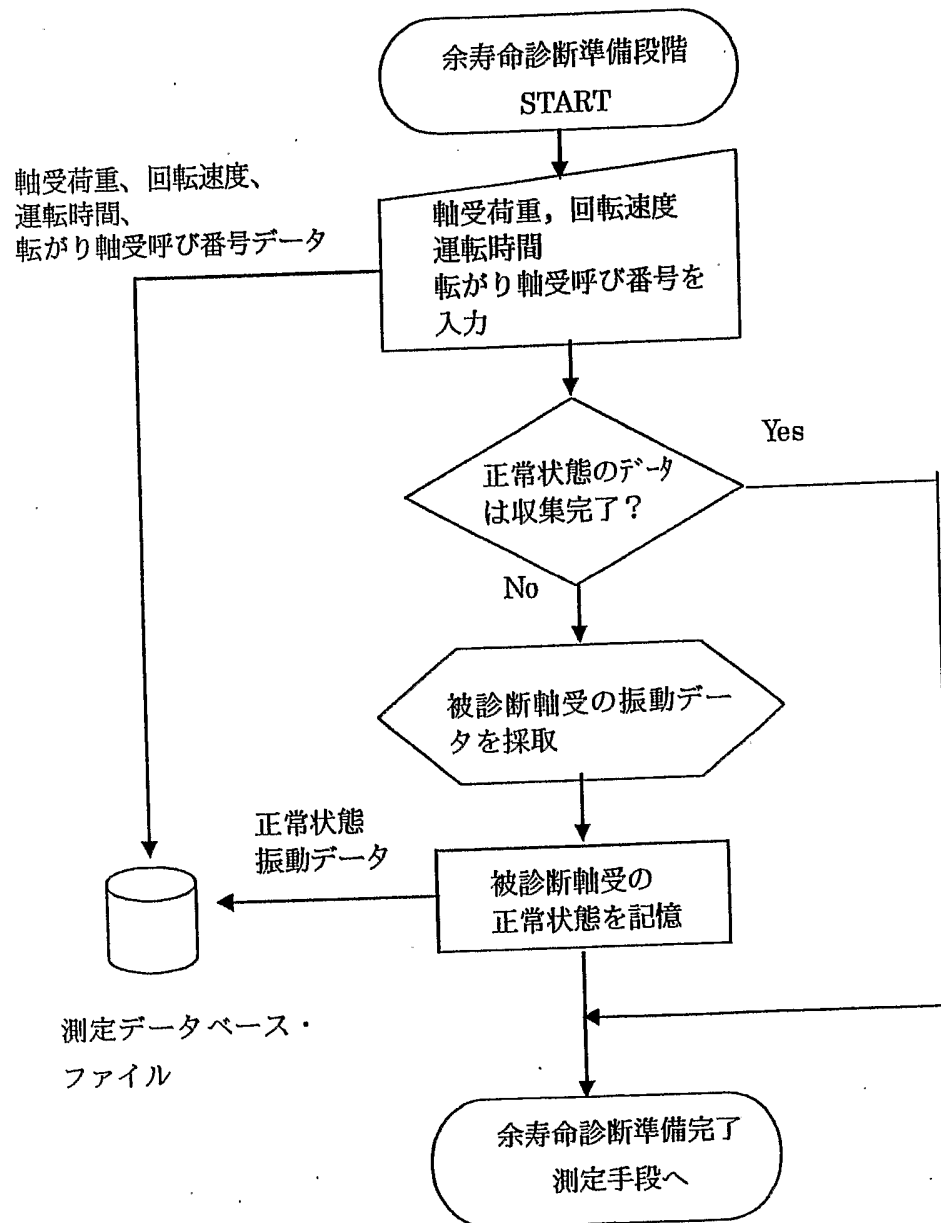 余寿命診断準備段階
START
軸受荷重、回転速度、
運転時間、
転がり軸受呼び番号データ
軸受荷重，回転速度
運転時間
転がり軸受呼び番号を
入力
正常状態のデータ
は収集完了？
Yes
No
被診断軸受の振動デー
タを採取
正常状態
振動データ
被診断軸受の
正常状態を記憶
測定データベース・
ファイル
余寿命診断準備完了
測定手段へ